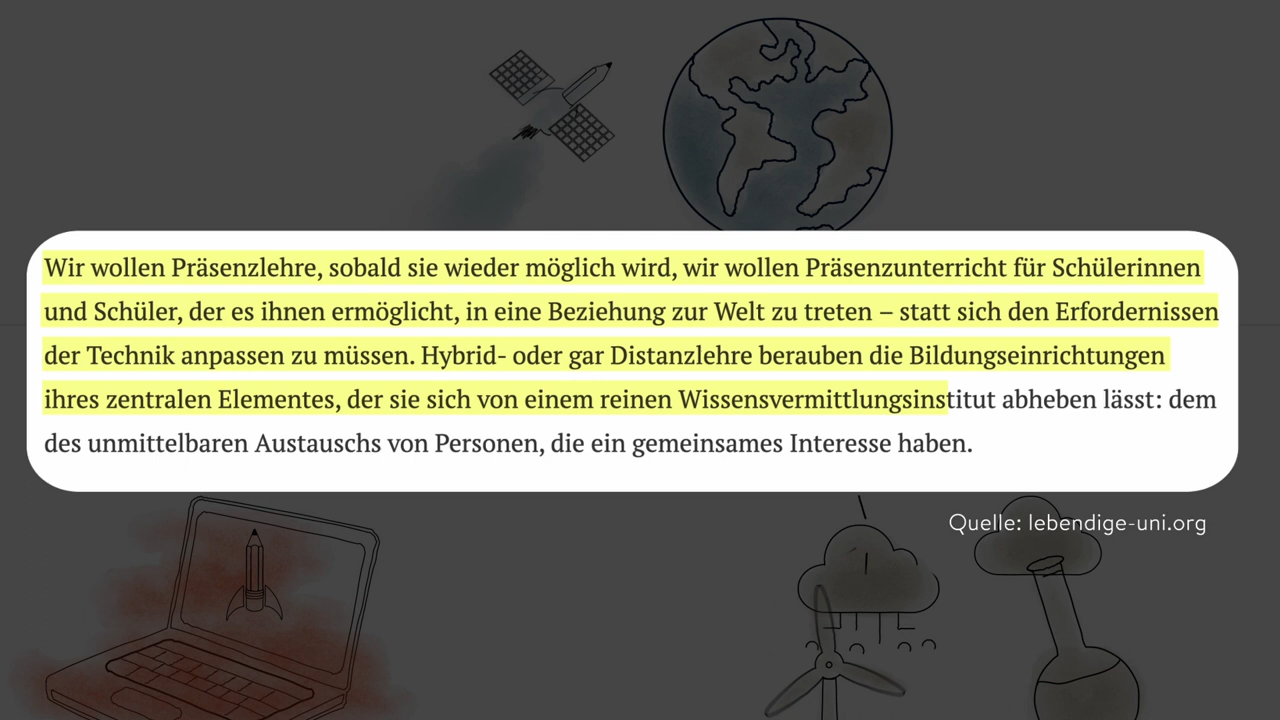 Wir wollen Präsenzlehre, sobald sie wieder möglich wird, wir wollen Präsenzunterricht für Schülerinnen
und Schüler, der es ihnen ermöglicht, in eine Beziehung zur Welt zu treten – statt sich den Erfordernissen
der Technik anpassen zu müssen. Hybrid- oder gar Distanzlehre berauben die Bildungseinrichtungen
ihres zentralen Elementes, der sie sich von einem reinen Wissensvermittlungsinstitut abheben lässt: dem
des unmittelbaren Austauschs von Personen, die ein gemeinsames Interesse haben.
Quelle: lebendige-uni.org